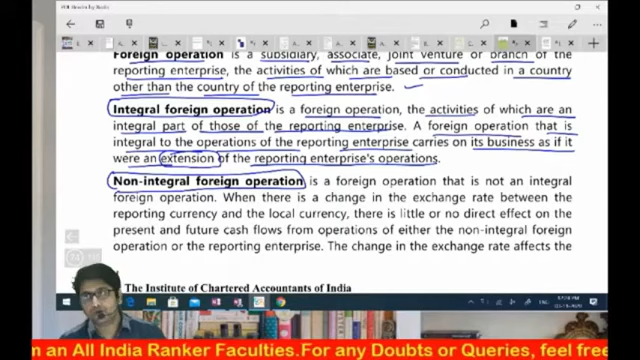 Foreign operation is a subsidiary, associate, joint venture or branch of the
reporting enterprise, the activities of which are based or conducted in a country
other than the country of the reporting enterprise.
Integral foreign operation is a foreign operation, the activities of which are an
integral part of those of the reporting enterprise. A foreign operation that is
integral to the operations of the reporting enterprise carries on its business as if it
were an extension of the reporting enterprise's operations.
Non-integral foreign operation is a foreign operation that is not an integral
foreign operation. When there is a change in the exchange rate between the
reporting currency and the local currency, there is little or no direct effect on the
present and future cash flows from operations of either the non-integral foreign
operation or the reporting enterprise. The change in the exchange rate affects the
The Institute of Chartered Accountants of India
m an All India Ranker Faculties.For any Doubts or Queries, feel free